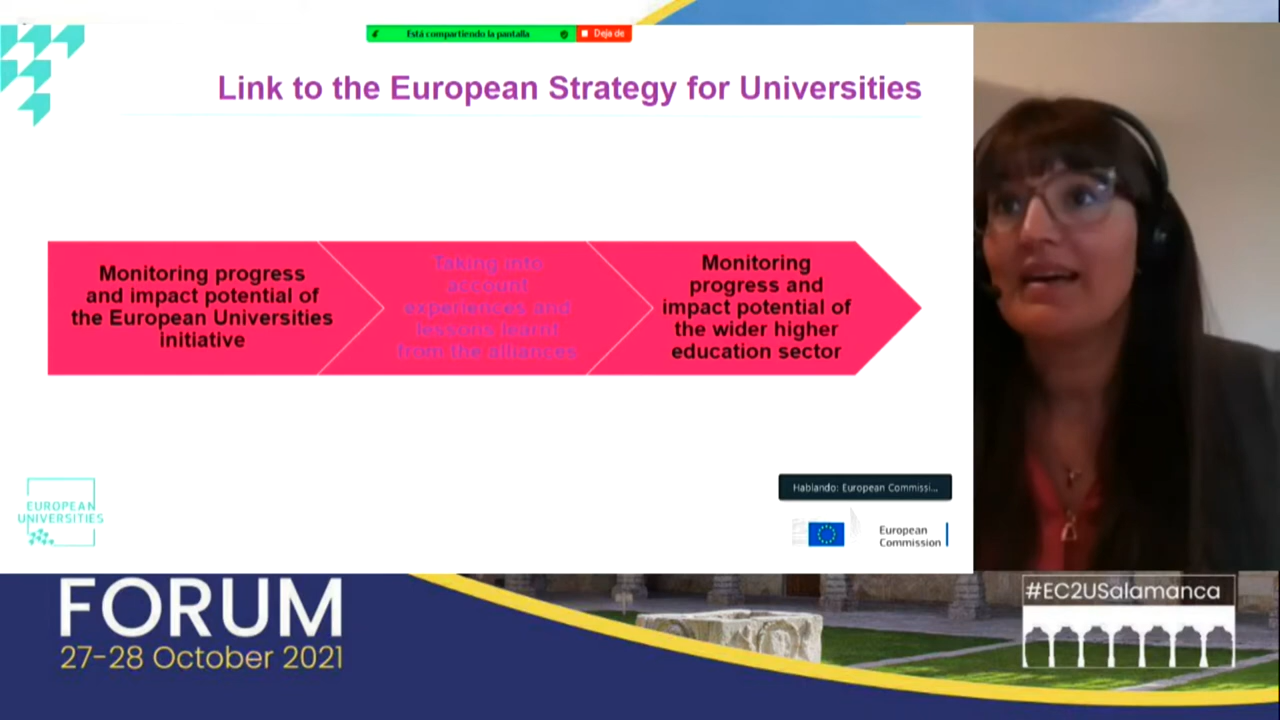 Está compartiendo la pantalla
Deja de
Link to the European Strategy for Universities
Monitoring progress
and impact potential of
the European Universities
initiative
Taking into
account
experiences and
lessons learnt
from the alliances
Monitoring
progress and
impact potential of
the wider higher
education sector
Hablando: European Commissi...
EUROPEAN
UNIVERSITIES
European
Commission
FORUM
27-28 October 2021
#EC2USalamanca